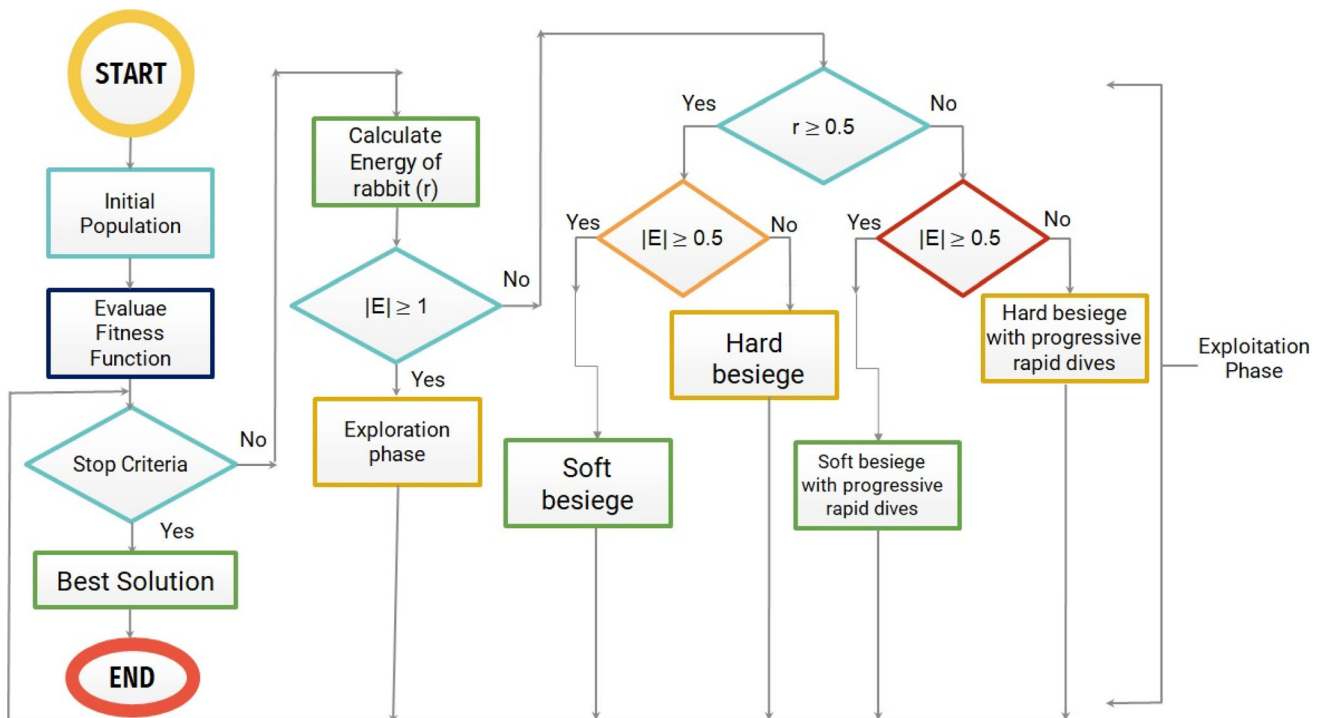 START
Initial
Population
Evaluae
Fitness
Function
Stop Criteria
No
Yes
Best Solution
END
Calculate
Energy of
rabbit (r)
|E| ≥ 1
No
Yes
Exploration
phase
r ≥ 0.5
Yes
No
|E| ≥ 0.5
Yes
No
Soft
besiege
Hard
besiege
|E| ≥ 0.5
Yes
No
Soft besiege
with progressive
rapid dives
Hard besiege
with progressive
rapid dives
Exploitation
Phase